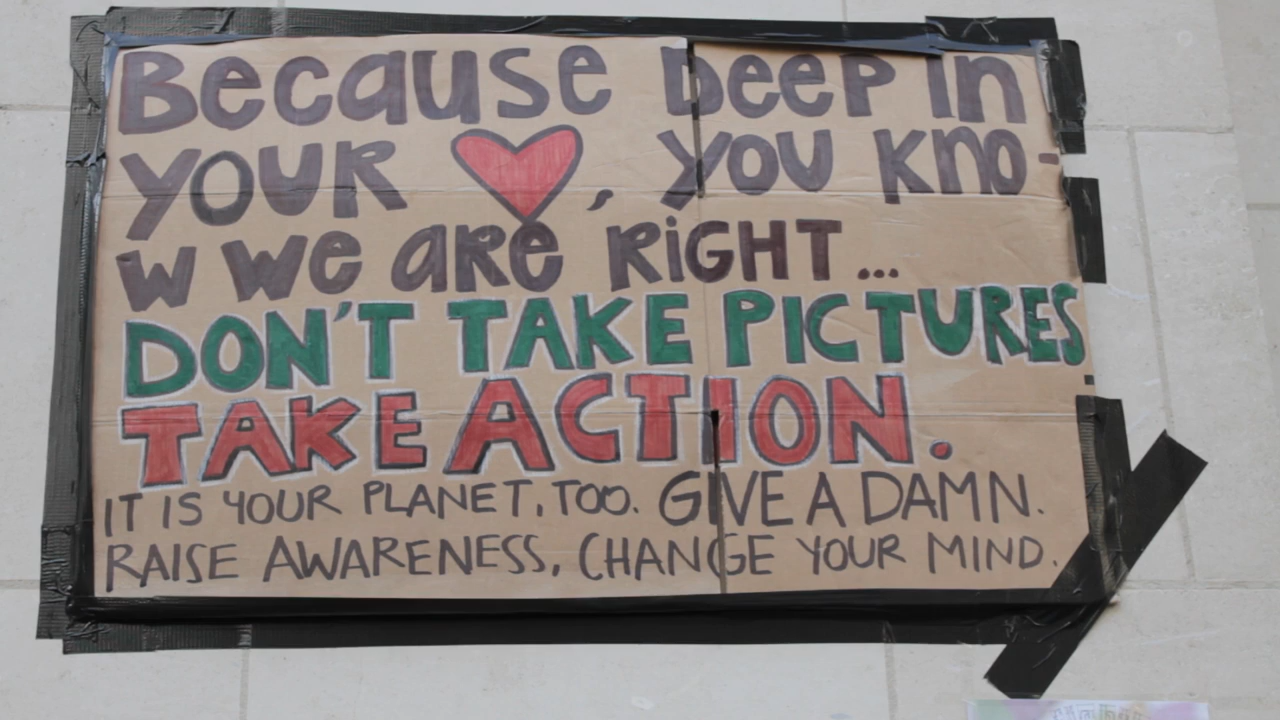 Because Deep in
YOUR ❤, YOU KNO-
W WE ARE RIGHT...
DON'T TAKE PICTURES
TAKE ACTION.
IT IS YOUR PLANET, TOO. GIVE A DAMN.
RAISE AWARENESS, CHANGE YOUR MIND.